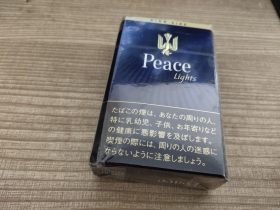 Peace
Lights
たばこの煙は、あなたの周りの人、
特に乳幼児、子供、お年寄りなど
の健康に悪影響を及ぼします。
喫煙の際には、周りの人の迷惑に
ならないように注意しましょう。